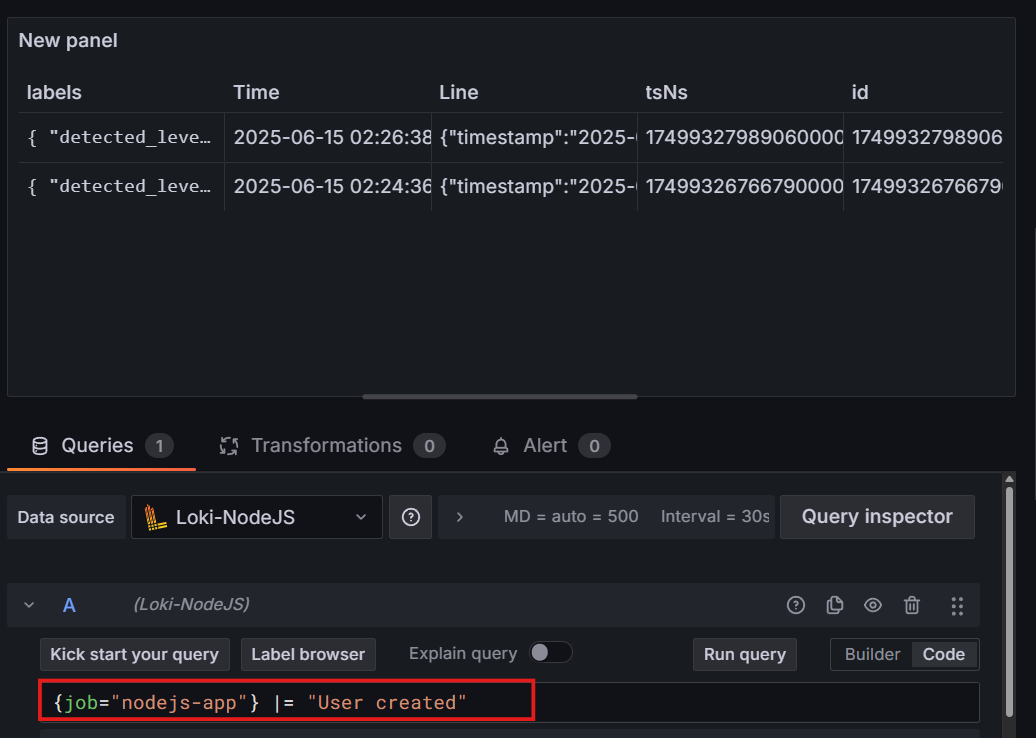 New panel
labels Time Line tsNs id
{ "detected_leve… 2025-06-15 02:26:38 {"timestamp":"2025- 17499327989060000 1749932798906
{ "detected_leve… 2025-06-15 02:24:36 {"timestamp":"2025- 17499326766790000 1749932676679
Queries 1 Transformations 0 Alert 0
Data source Loki-NodeJS ? > MD = auto = 500 Interval = 30s Query inspector
A (Loki-NodeJS)
Kick start your query Label browser Explain query Run query Builder Code
{job="nodejs-app"} |= "User created"